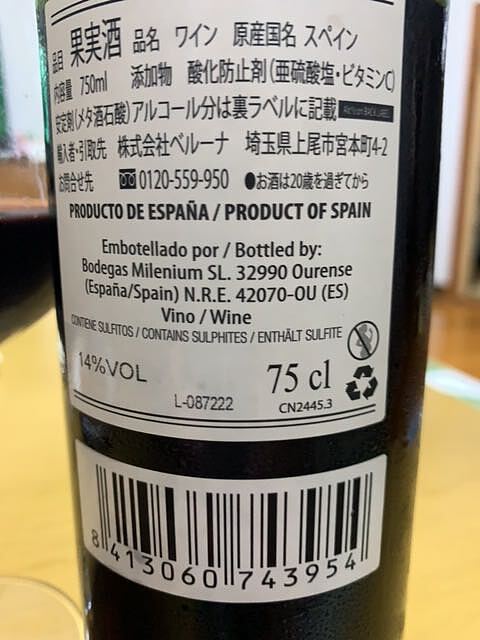 品目 果実酒 品名 ワイン 原産国名 スペイン
内容量 750ml 添加物 酸化防止剤(亜硫酸塩・ビタミンC)
安定剤(メタ酒石酸)アルコール分は裏ラベルに記載
輸入者・引取先 株式会社ベルーナ 埼玉県上尾市宮本町4-2
お問合せ先 0120-559-950 ●お酒は20歳を過ぎてから
PRODUCTO DE ESPAÑA / PRODUCT OF SPAIN
Embotellado por / Bottled by:
Bodegas Milenium SL. 32990 Ourense
(España/Spain) N.R.E. 42070-OU (ES)
Vino / Wine
CONTIENE SULFITOS / CONTAINS SULPHITES / ENTHÄLT SULFITE
14%VOL
75 cl
L-087222
CN2445.3
8 413060 743954